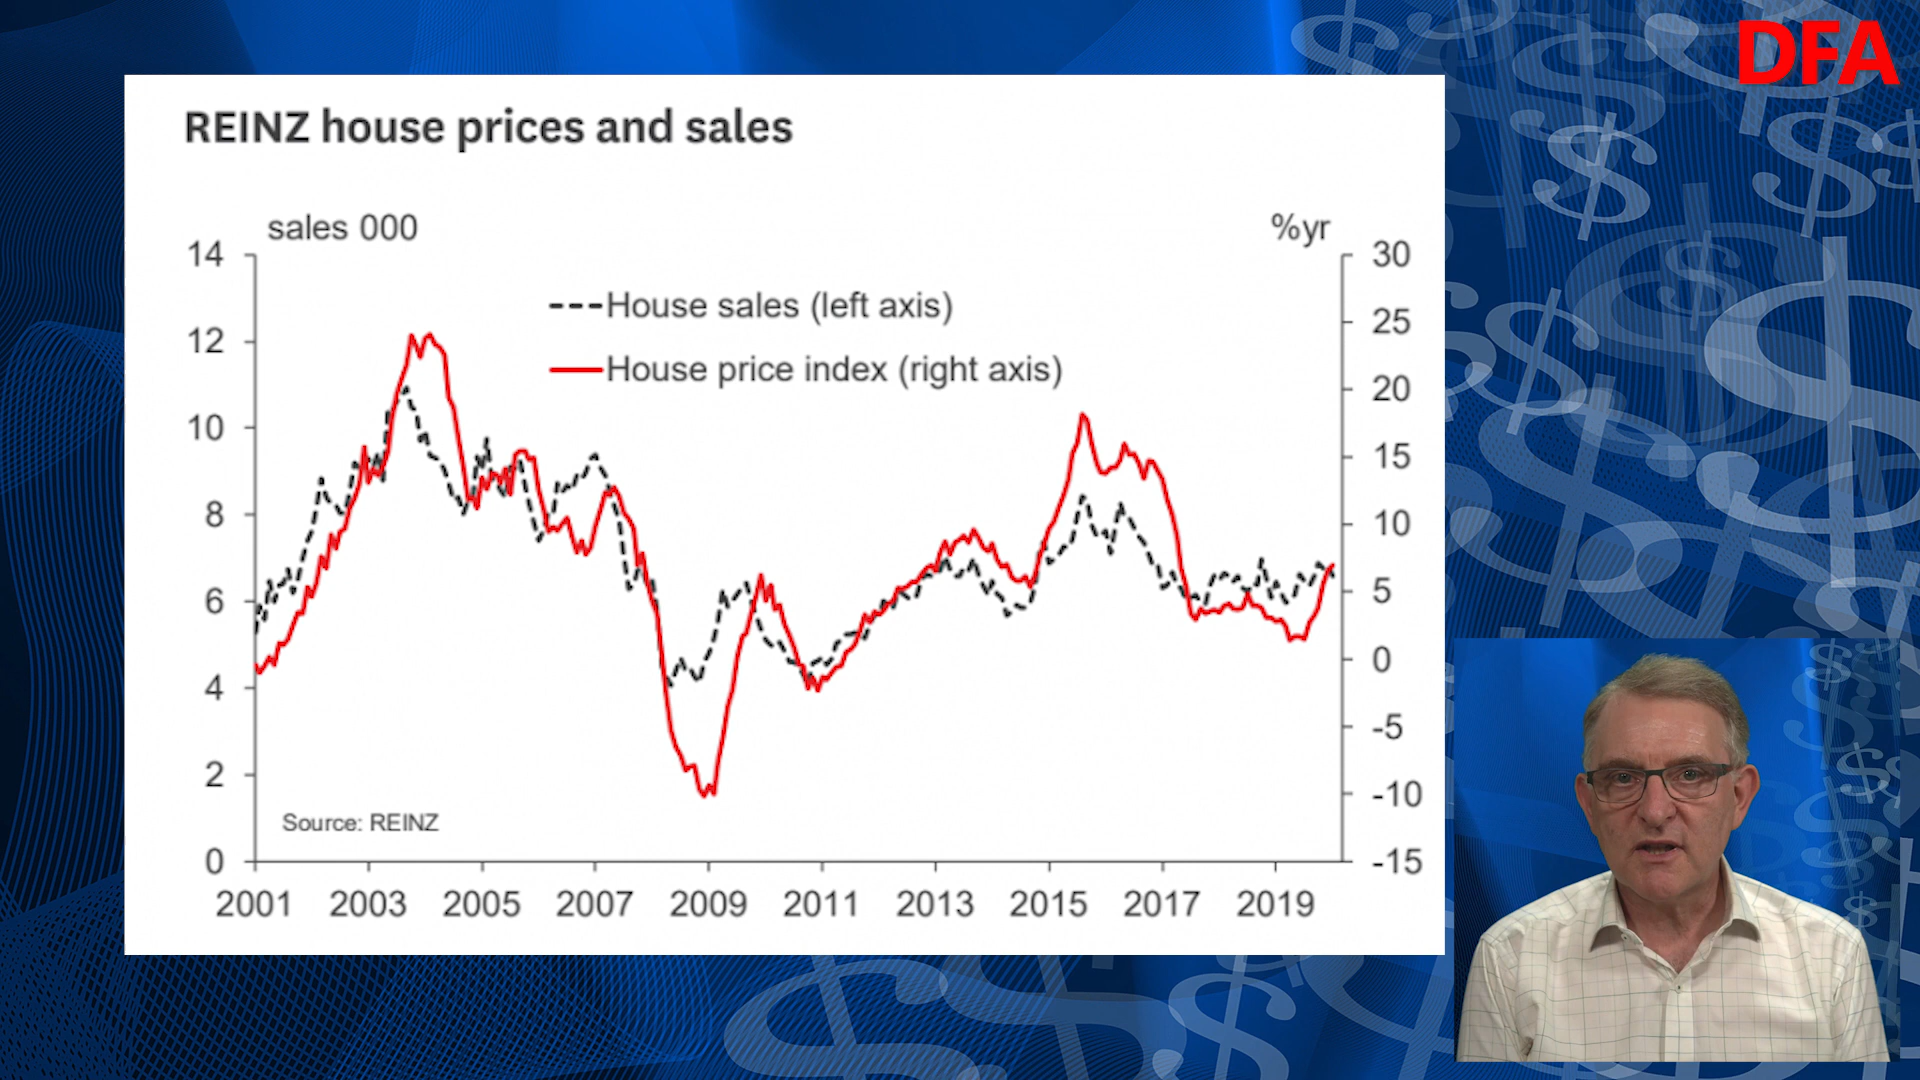 DFA
REINZ house prices and sales
sales 000
%yr
14
12
10
8
6
4
2
0
House sales (left axis)
House price index (right axis)
30
25
20
15
10
5
0
-5
-10
-15
Source: REINZ
2001 2003 2005 2007 2009 2011 2013 2015 2017 2019